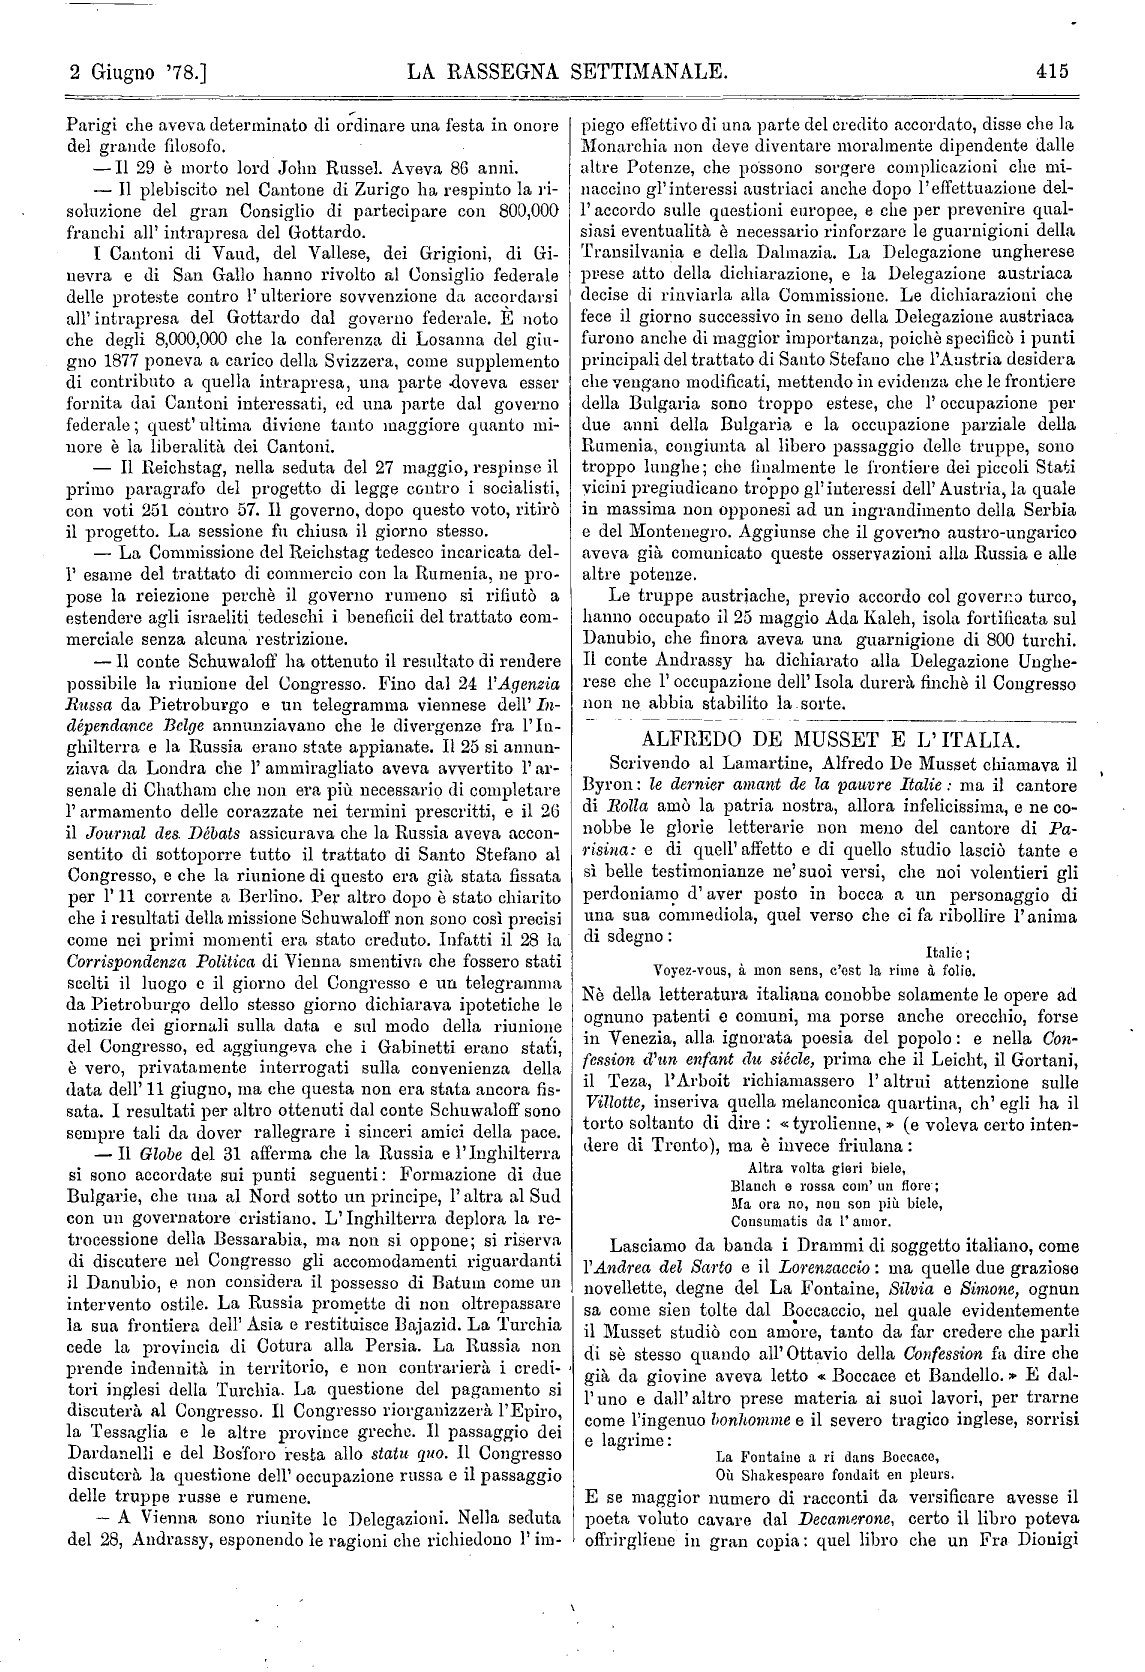 2 Giugno '78.]
LA RASSEGNA SETTIMANALE.
415
Parigi che aveva determinato di ordinare una festa in onore
del grande filosofo.
— Il 29 è morto lord John Russel. Aveva 86 anni.
— Il plebiscito nel Cantone di Zurigo ha respinto la ri-
soluzione del gran Consiglio di partecipare con 800,000
franchi all' intrapresa del Gottardo.
I Cantoni di Vaud, del Vallese, dei Grigioni, di Gi-
nevra e di San Gallo hanno rivolto al Consiglio federale
delle proteste contro l' ulteriore sovvenzione da accordarsi
all' intrapresa del Gottardo dal governo federale. È noto
che degli 8,000,000 che la conferenza di Losanna del giu-
gno 1877 poneva a carico della Svizzera, come supplemento
di contributo a quella intrapresa, una parte doveva esser
fornita dai Cantoni interessati, ed una parte dal governo
federale; quest' ultima diviene tanto maggiore quanto mi-
nore è la liberalità dei Cantoni.
— Il Reichstag, nella seduta del 27 maggio, respinse il
primo paragrafo del progetto di legge contro i socialisti,
con voti 251 contro 57. Il governo, dopo questo voto, ritirò
il progetto. La sessione fu chiusa il giorno stesso.
— La Commissione del Reichstag tedesco incaricata del-
l' esame del trattato di commercio con la Rumenia, ne pro-
pose la reiezione perchè il governo rumeno si rifiutò a
estendere agli israeliti tedeschi i beneficii del trattato com-
merciale senza alcuna restrizione.
— Il conte Schuwaloff ha ottenuto il resultato di rendere
possibile la riunione del Congresso. Fino dal 24 l'Agenzia
Russa da Pietroburgo e un telegramma viennese dell' In-
dépendance Belge annunziavano che le divergenze fra l'In-
ghilterra e la Russia erano state appianate. Il 25 si annun-
ziava da Londra che l' ammiragliato aveva avvertito l' ar-
senale di Chatham che non era più necessario di completare
l' armamento delle corazzate nei termini prescritti, e il 26
il Journal des Débats assicurava che la Russia aveva accon-
sentito di sottoporre tutto il trattato di Santo Stefano al
Congresso, e che la riunione di questo era già stata fissata
per l' 11 corrente a Berlino. Per altro dopo è stato chiarito
che i resultati della missione Schuwaloff non sono così precisi
come nei primi momenti era stato creduto. Infatti il 28 la
Corrispondenza Politica di Vienna smentiva che fossero stati
scelti il luogo e il giorno del Congresso e un telegramma
da Pietroburgo dello stesso giorno dichiarava ipotetiche le
notizie dei giornali sulla data e sul modo della riunione
del Congresso, ed aggiungeva che i Gabinetti erano stati,
è vero, privatamente interrogati sulla convenienza della
data dell' 11 giugno, ma che questa non era stata ancora fis-
sata. I resultati per altro ottenuti dal conte Schuwaloff sono
sempre tali da dover rallegrare i sinceri amici della pace.
— Il Globe del 31 afferma che la Russia e l'Inghilterra
si sono accordate sui punti seguenti: Formazione di due
Bulgarie, che una al Nord sotto un principe, l' altra al Sud
con un governatore cristiano. L' Inghilterra deplora la re-
trocessione della Bessarabia, ma non si oppone; si riserva
di discutere nel Congresso gli accomodamenti riguardanti
il Danubio, e non considera il possesso di Batum come un
intervento ostile. La Russia promette di non oltrepassare
la sua frontiera dell' Asia e restituisce Bajazid. La Turchia
cede la provincia di Cotura alla Persia. La Russia non
prende indennità in territorio, e non contrarierà i credi-
tori inglesi della Turchia. La questione del pagamento si
discuterà al Congresso. Il Congresso riorganizzerà l'Epiro,
la Tessaglia e le altre province greche. Il passaggio dei
Dardanelli e del Bosforo resta allo statu quo. Il Congresso
discuterà la questione dell' occupazione russa e il passaggio
delle truppe russe e rumene.
— A Vienna sono riunite le Delegazioni. Nella seduta
del 28, Andrassy, esponendo le ragioni che richiedono l' im-
piego effettivo di una parte del credito accordato, disse che la
Monarchia non deve diventare moralmente dipendente dalle
altre Potenze, che possono sorgere complicazioni che mi-
naccino gl' interessi austriaci anche dopo l' effettuazione del-
l' accordo sulle questioni europee, e che per prevenire qual-
siasi eventualità è necessario rinforzare le guarnigioni della
Transilvania e della Dalmazia. La Delegazione ungherese
prese atto della dichiarazione, e la Delegazione austriaca
decise di rinviarla alla Commissione. Le dichiarazioni che
fece il giorno successivo in seno della Delegazione austriaca
furono anche di maggior importanza, poichè specificò i punti
principali del trattato di Santo Stefano che l'Austria desidera
che vengano modificati, mettendo in evidenza che le frontiere
della Bulgaria sono troppo estese, che l' occupazione per
due anni della Bulgaria e la occupazione parziale della
Rumenia, congiunta al libero passaggio delle truppe, sono
troppo lunghe; che finalmente le frontiere dei piccoli Stati
vicini pregiudicano troppo gl' interessi dell' Austria, la quale
in massima non opponesi ad un ingrandimento della Serbia
e del Montenegro. Aggiunse che il governo austro-ungarico
aveva già comunicato queste osservazioni alla Russia e alle
altre potenze.
Le truppe austriache, previo accordo col governo turco,
hanno occupato il 25 maggio Ada Kaleh, isola fortificata sul
Danubio, che finora aveva una guarnigione di 800 turchi.
Il conte Andrassy ha dichiarato alla Delegazione Unghe-
rese che l' occupazione dell' Isola durerà finchè il Congresso
non ne abbia stabilito la sorte.
ALFREDO DE MUSSET E L' ITALIA.
Scrivendo al Lamartine, Alfredo De Musset chiamava il
Byron: le dernier amant de la pauvre Italie: ma il cantore
di Rolla amò la patria nostra, allora infelicissima, e ne co-
nobbe le glorie letterarie non meno del cantore di Pa-
risina: e di quell' affetto e di quello studio lasciò tante e
sì belle testimonianze ne' suoi versi, che noi volentieri gli
perdoniamo d' aver posto in bocca a un personaggio di
una sua commediola, quel verso che ci fa ribollire l' anima
di sdegno:
Italie;
Voyez-vous, à mon sens, c'est la rime à folie.
Nè della letteratura italiana conobbe solamente le opere ad
ognuno patenti e comuni, ma porse anche orecchio, forse
in Venezia, alla ignorata poesia del popolo: e nella Con-
fession d'un enfant du siécle, prima che il Leicht, il Gortani,
il Teza, l'Arboit richiamassero l' altrui attenzione sulle
Villotte, inseriva quella melanconica quartina, ch' egli ha il
torto soltanto di dire: « tyrolienne, » (e voleva certo inten-
dere di Trento), ma è invece friulana:
Altra volta gieri biele,
Blanch e rossa com' un flore;
Ma ora no, non son più biele,
Consumatis da l' amor.
Lasciamo da banda i Drammi di soggetto italiano, come
l'Andrea del Sarto e il Lorenzaccio: ma quelle due graziose
novellette, degne del La Fontaine, Silvia e Simone, ognun
sa come sien tolte dal Boccaccio, nel quale evidentemente
il Musset studiò con amore, tanto da far credere che parli
di sè stesso quando all' Ottavio della Confession fa dire che
già da giovine aveva letto « Boccace et Bandello. » E dal-
l' uno e dall' altro prese materia ai suoi lavori, per trarne
come l'ingenuo bonhomme e il severo tragico inglese, sorrisi
e lagrime:
La Fontaine a ri dans Boccace,
Où Shakespeare fondait en pleurs.
E se maggior numero di racconti da versificare avesse il
poeta voluto cavare dal Decamerone, certo il libro poteva
offrirgliene in gran copia: quel libro che un Fra Dionigi